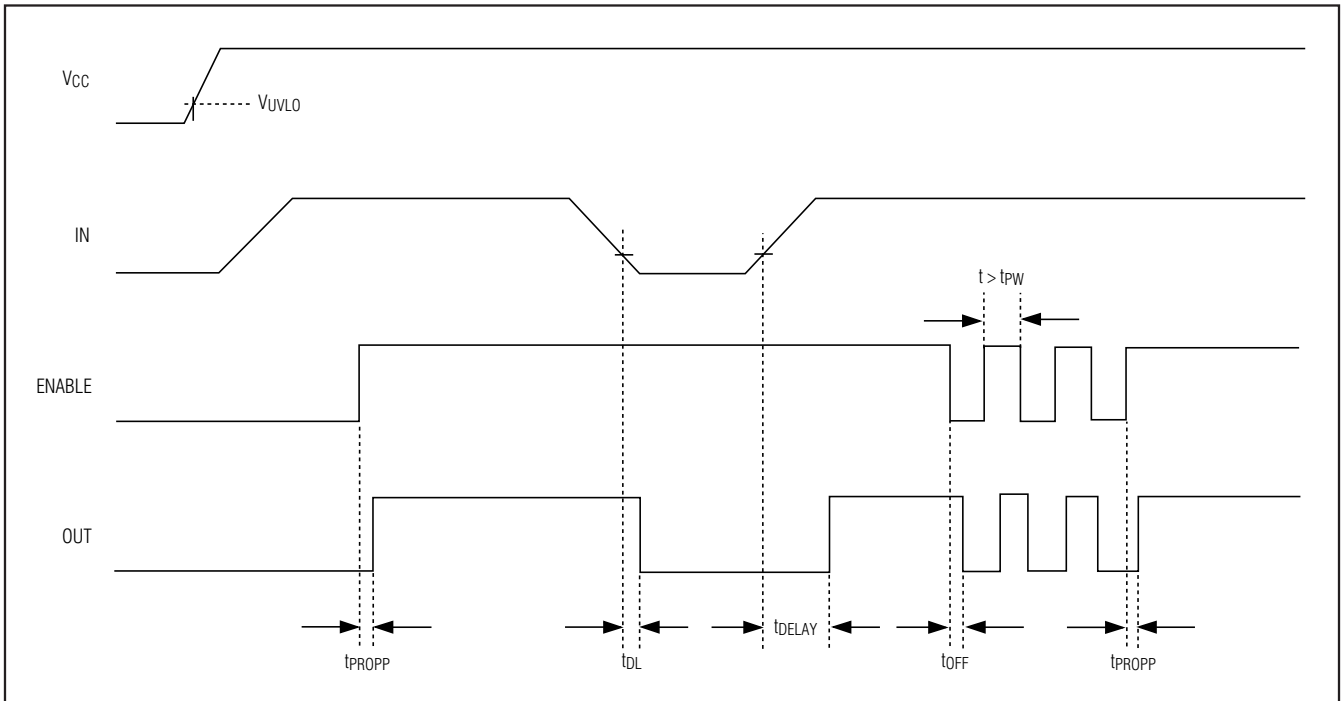 VCC
VUVLO
IN
t > tPW
ENABLE
OUT
tPROPP
tDL
tDELAY
tOFF
tPROPP